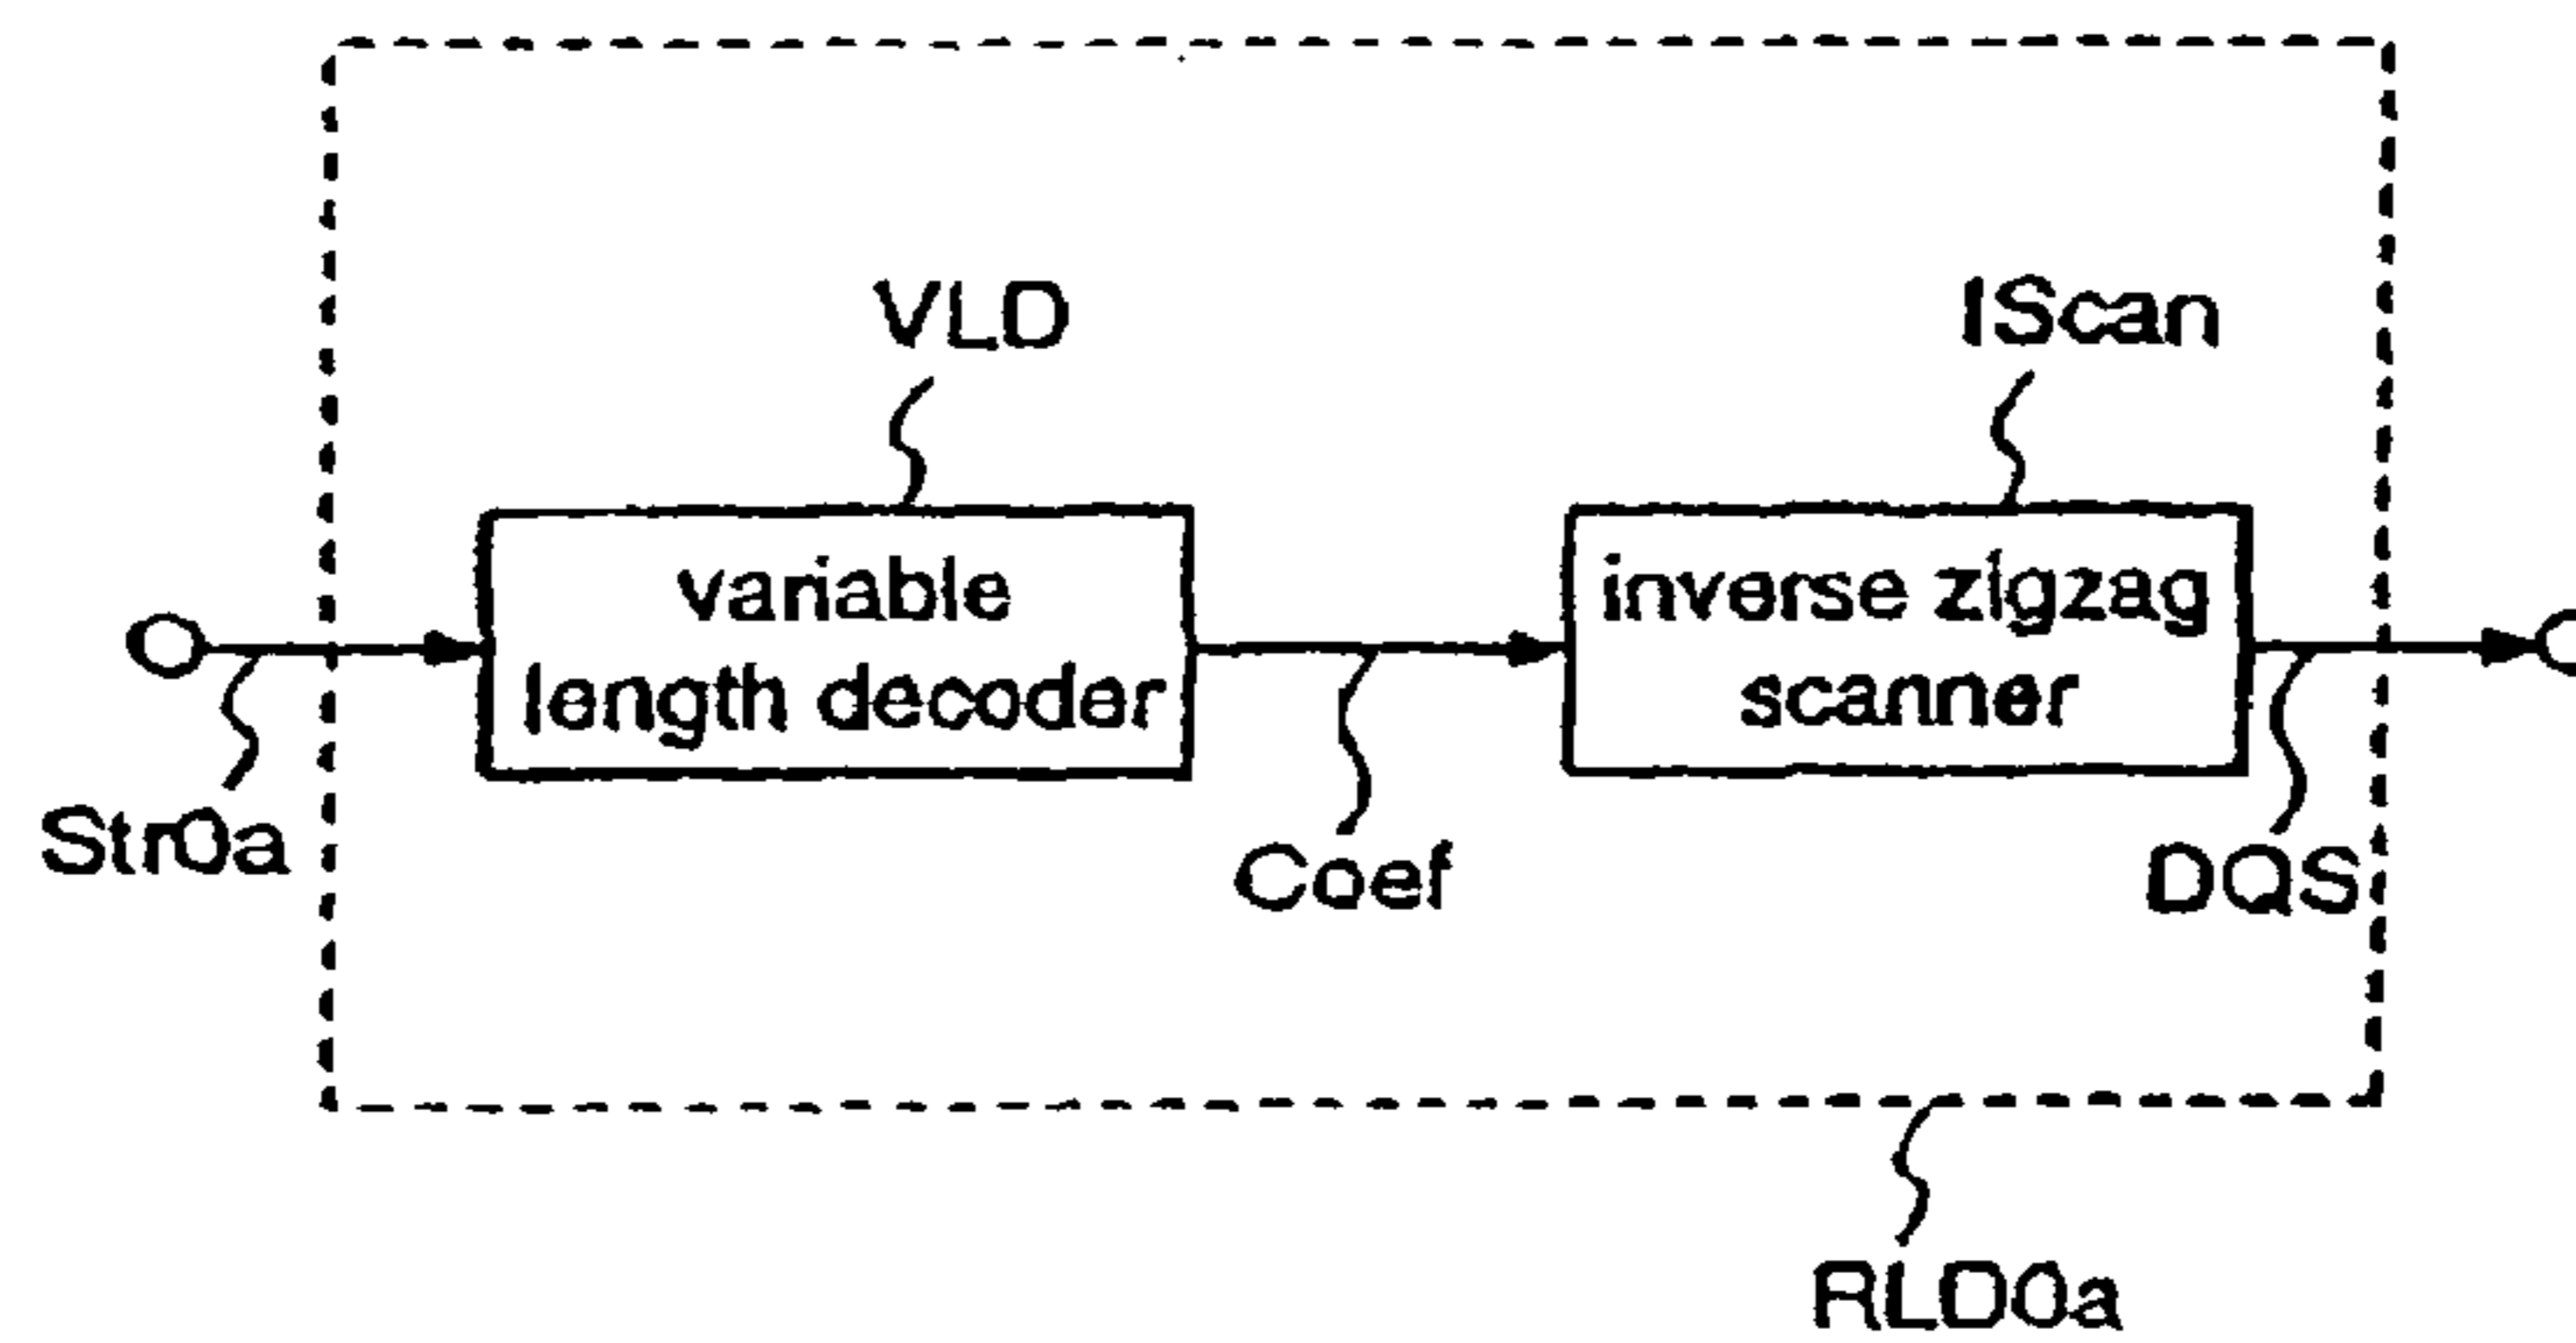 VLD
IScan
variable
length decoder
inverse zigzag
scanner
Str0a
Coef
DQS
RLD0a